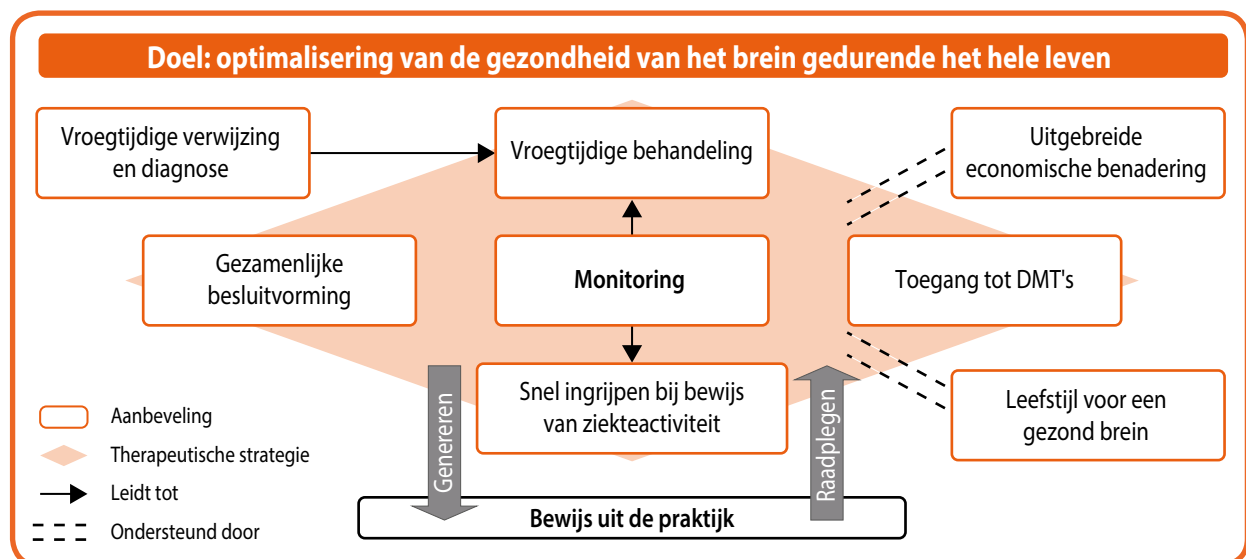 Doel: optimalisering van de gezondheid van het brein gedurende het hele leven
Vroegtijdige verwijzing
en diagnose
Vroegtijdige behandeling
Uitgebreide
economische benadering
Gezamenlijke
besluitvorming
Monitoring
Toegang tot DMT's
Snel ingrijpen bij bewijs
van ziekteactiviteit
Leefstijl voor een
gezond brein
Genereren
Raadplegen
Bewijs uit de praktijk
Aanbeveling
Therapeutische strategie
Leidt tot
Ondersteund door